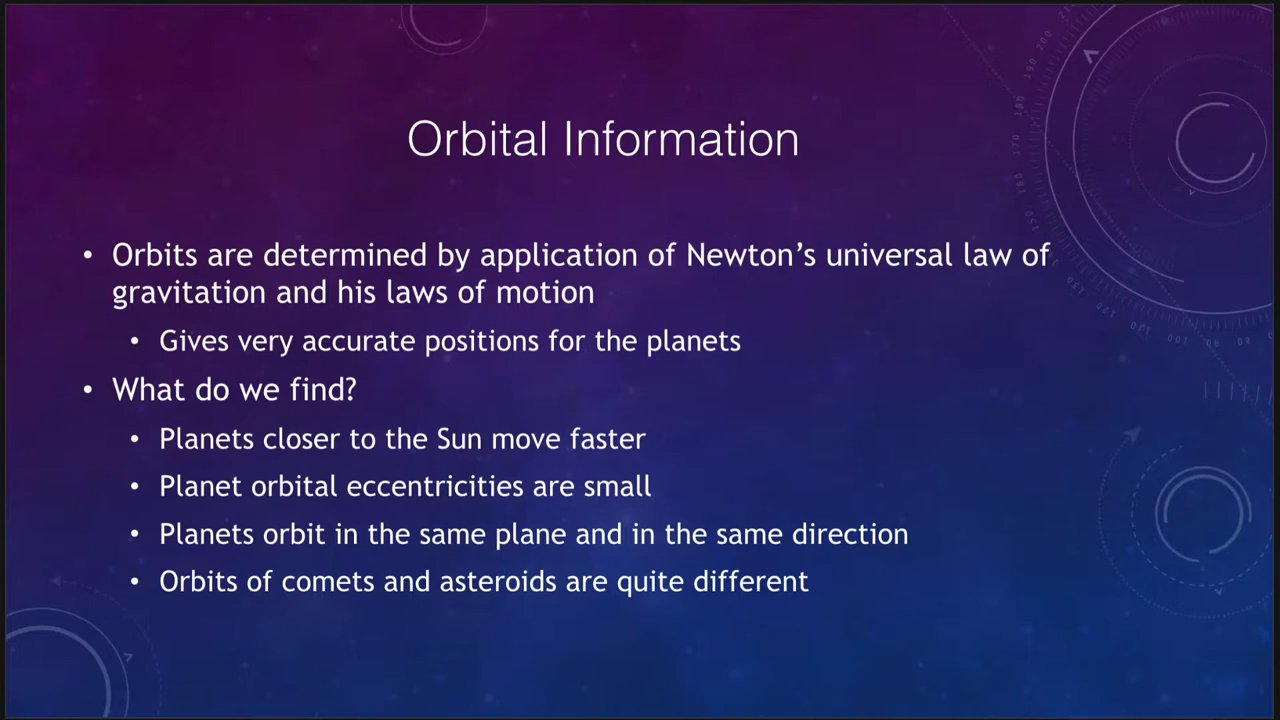 Orbital Information
• Orbits are determined by application of Newton’s universal law of
gravitation and his laws of motion
• Gives very accurate positions for the planets
• What do we find?
• Planets closer to the Sun move faster
• Planet orbital eccentricities are small
• Planets orbit in the same plane and in the same direction
• Orbits of comets and asteroids are quite different